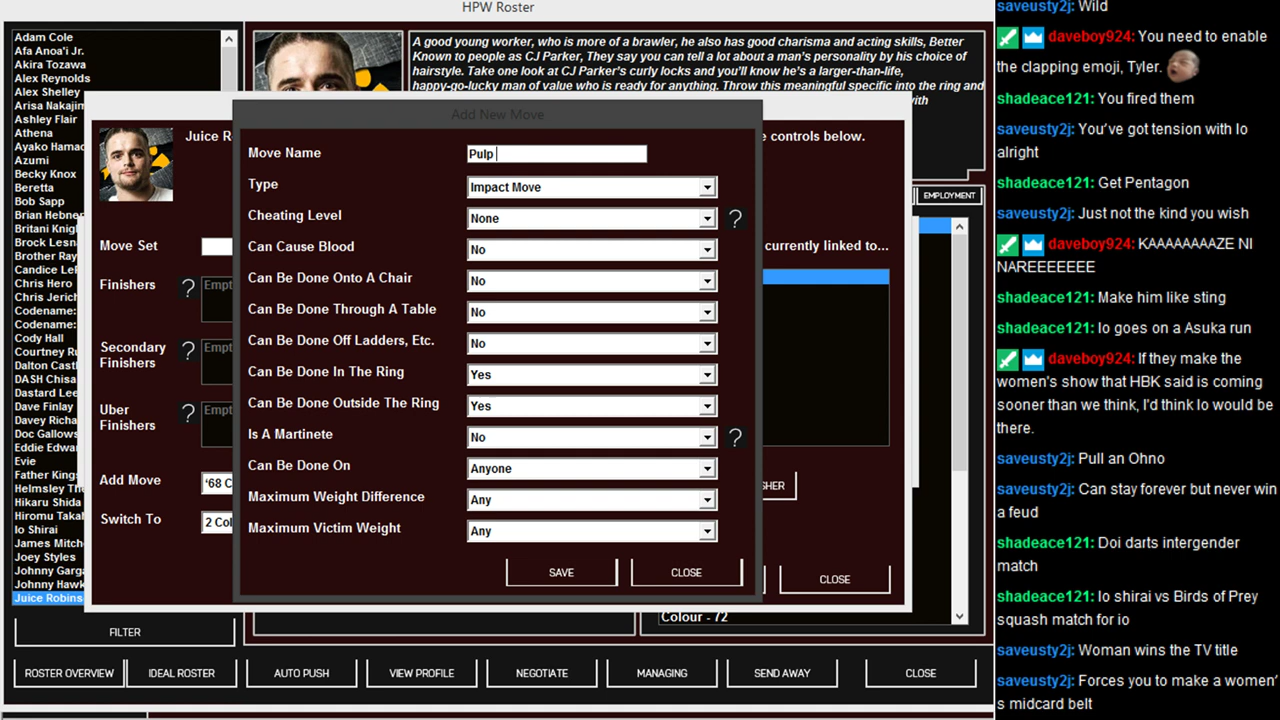 HPW Roster
Adam Cole
Afa Anoa'i Jr.
Akira Tozawa
Alex Reynolds
Alex Shelley
Arisa Nakajim
Ashley Flair
Athena
Ayako Hamad
Azumi
Becky Knox
Beretta
Bob Sapp
Brian Hebner
Britani Knigh
Brock Lesn
Brother Ray
Candice LeR
Chris Hero
Chris Jerich
Codename:
Codename:
Cody Hall
Courtney Ru
Dalton Castl
DASH Chisa
Dastard Lee
Dave Finlay
Davey Richa
Doc Gallows
Eddie Edwar
Evie
Father Kings
Helmsley Th
Hikaru Shida
Hiromu Takah
Io Shirai
James Mitch
Joey Styles
Johnny Garga
Johnny Hawk
Juice Robins
FILTER
A good young worker, who is more of a brawler, he also has good charisma and acting skills, Better
Known to people as CJ Parker, They say you can tell a lot about a man's personality by his choice of
hairstyle. Take one look at CJ Parker's curly locks and you'll know he's a larger-than-life,
happy-go-lucky man of value who is ready for anything. Throw this meaningful specific into the ring and
with
EMPLOYMENT
Juice R
e controls below.
Move Set
currently linked to...
Finishers ? Empt
Secondary
Finishers ? Empt
Uber
Finishers ? Empt
Add Move '68 C
Switch To 2 Col
SHER
CLOSE
Add New Move
Move Name Pulp
Type Impact Move
Cheating Level None ?
Can Cause Blood No
Can Be Done Onto A Chair No
Can Be Done Through A Table No
Can Be Done Off Ladders, Etc. No
Can Be Done In The Ring Yes
Can Be Done Outside The Ring Yes
Is A Martinete No ?
Can Be Done On Anyone
Maximum Weight Difference Any
Maximum Victim Weight Any
SAVE CLOSE
Colour - 72
ROSTER OVERVIEW IDEAL ROSTER AUTO PUSH VIEW PROFILE NEGOTIATE MANAGING SEND AWAY CLOSE
saveusty2j: Wild
daveboy924: You need to enable
the clapping emoji, Tyler.
shadeace121: You fired them
saveusty2j: You've got tension with Io
alright
shadeace121: Get Pentagon
saveusty2j: Just not the kind you wish
daveboy924: KAAAAAAAAZE NI
NAREEEEEEE
shadeace121: Make him like sting
shadeace121: Io goes on a Asuka run
daveboy924: If they make the
women's show that HBK said is coming
sooner than we think, I'd think Io would be
there.
saveusty2j: Pull an Ohno
saveusty2j: Can stay forever but never win
a feud
shadeace121: Doi darts intergender
match
shadeace121: Io shirai vs Birds of Prey
squash match for io
saveusty2j: Woman wins the TV title
saveusty2j: Forces you to make a women'
s midcard belt